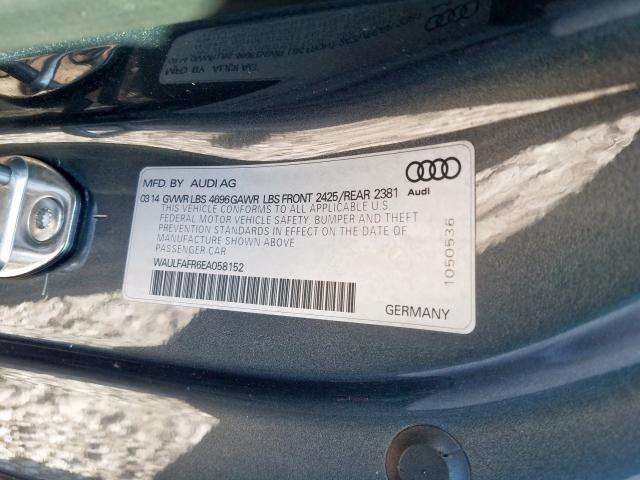 MFD. BY AUDI AG
03 14 GVWR LBS 4696 GAWR LBS FRONT 2425/REAR 2381
THIS VEHICLE CONFORMS TO ALL APPLICABLE U.S
FEDERAL MOTOR VEHICLE SAFETY, BUMPER AND THEFT
PREVENTION STANDARDS IN EFFECT ON THE DATE OF
MANUFACTURE SHOWN ABOVE
PASSENGER CAR
WAULFAFR6EA058152
Audi
1050536
GERMANY